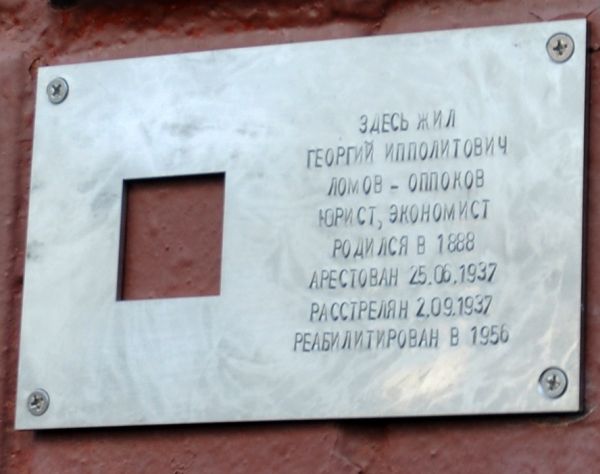 ЗДЕСЬ ЖИЛ
ГЕОРГИЙ ИППОЛИТОВИЧ
ЛОМОВ - ОППОКОВ
ЮРИСТ, ЭКОНОМИСТ
РОДИЛСЯ В 1888
АРЕСТОВАН 25.06.1937
РАССТРЕЛЯН 2.09.1937
РЕАБИЛИТИРОВАН В 1956